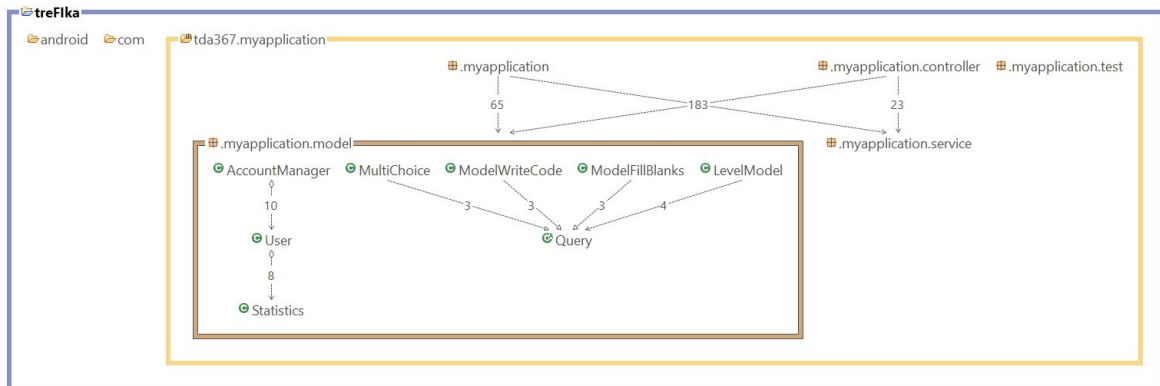 treFIka
android com tda367.myapplication
.myapplication .myapplication.controller .myapplication.test
65 183 23
.myapplication.model .myapplication.service
AccountManager MultiChoice ModelWriteCode ModelFillBlanks LevelModel
10 3 3 3 4
User Query
8
Statistics